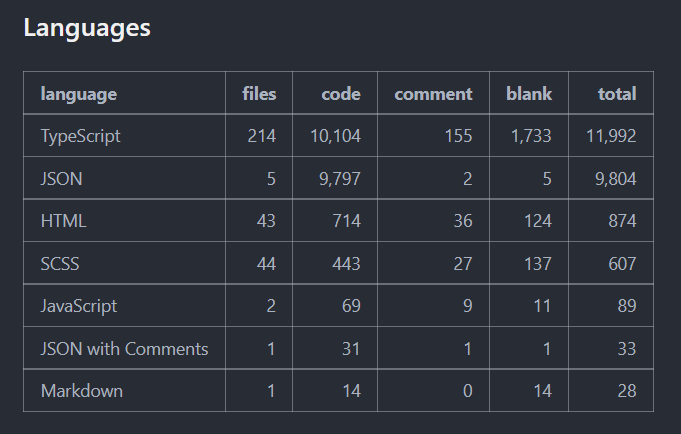 Languages
language files code comment blank total
TypeScript 214 10,104 155 1,733 11,992
JSON 5 9,797 2 5 9,804
HTML 43 714 36 124 874
SCSS 44 443 27 137 607
JavaScript 2 69 9 11 89
JSON with Comments 1 31 1 1 33
Markdown 1 14 0 14 28